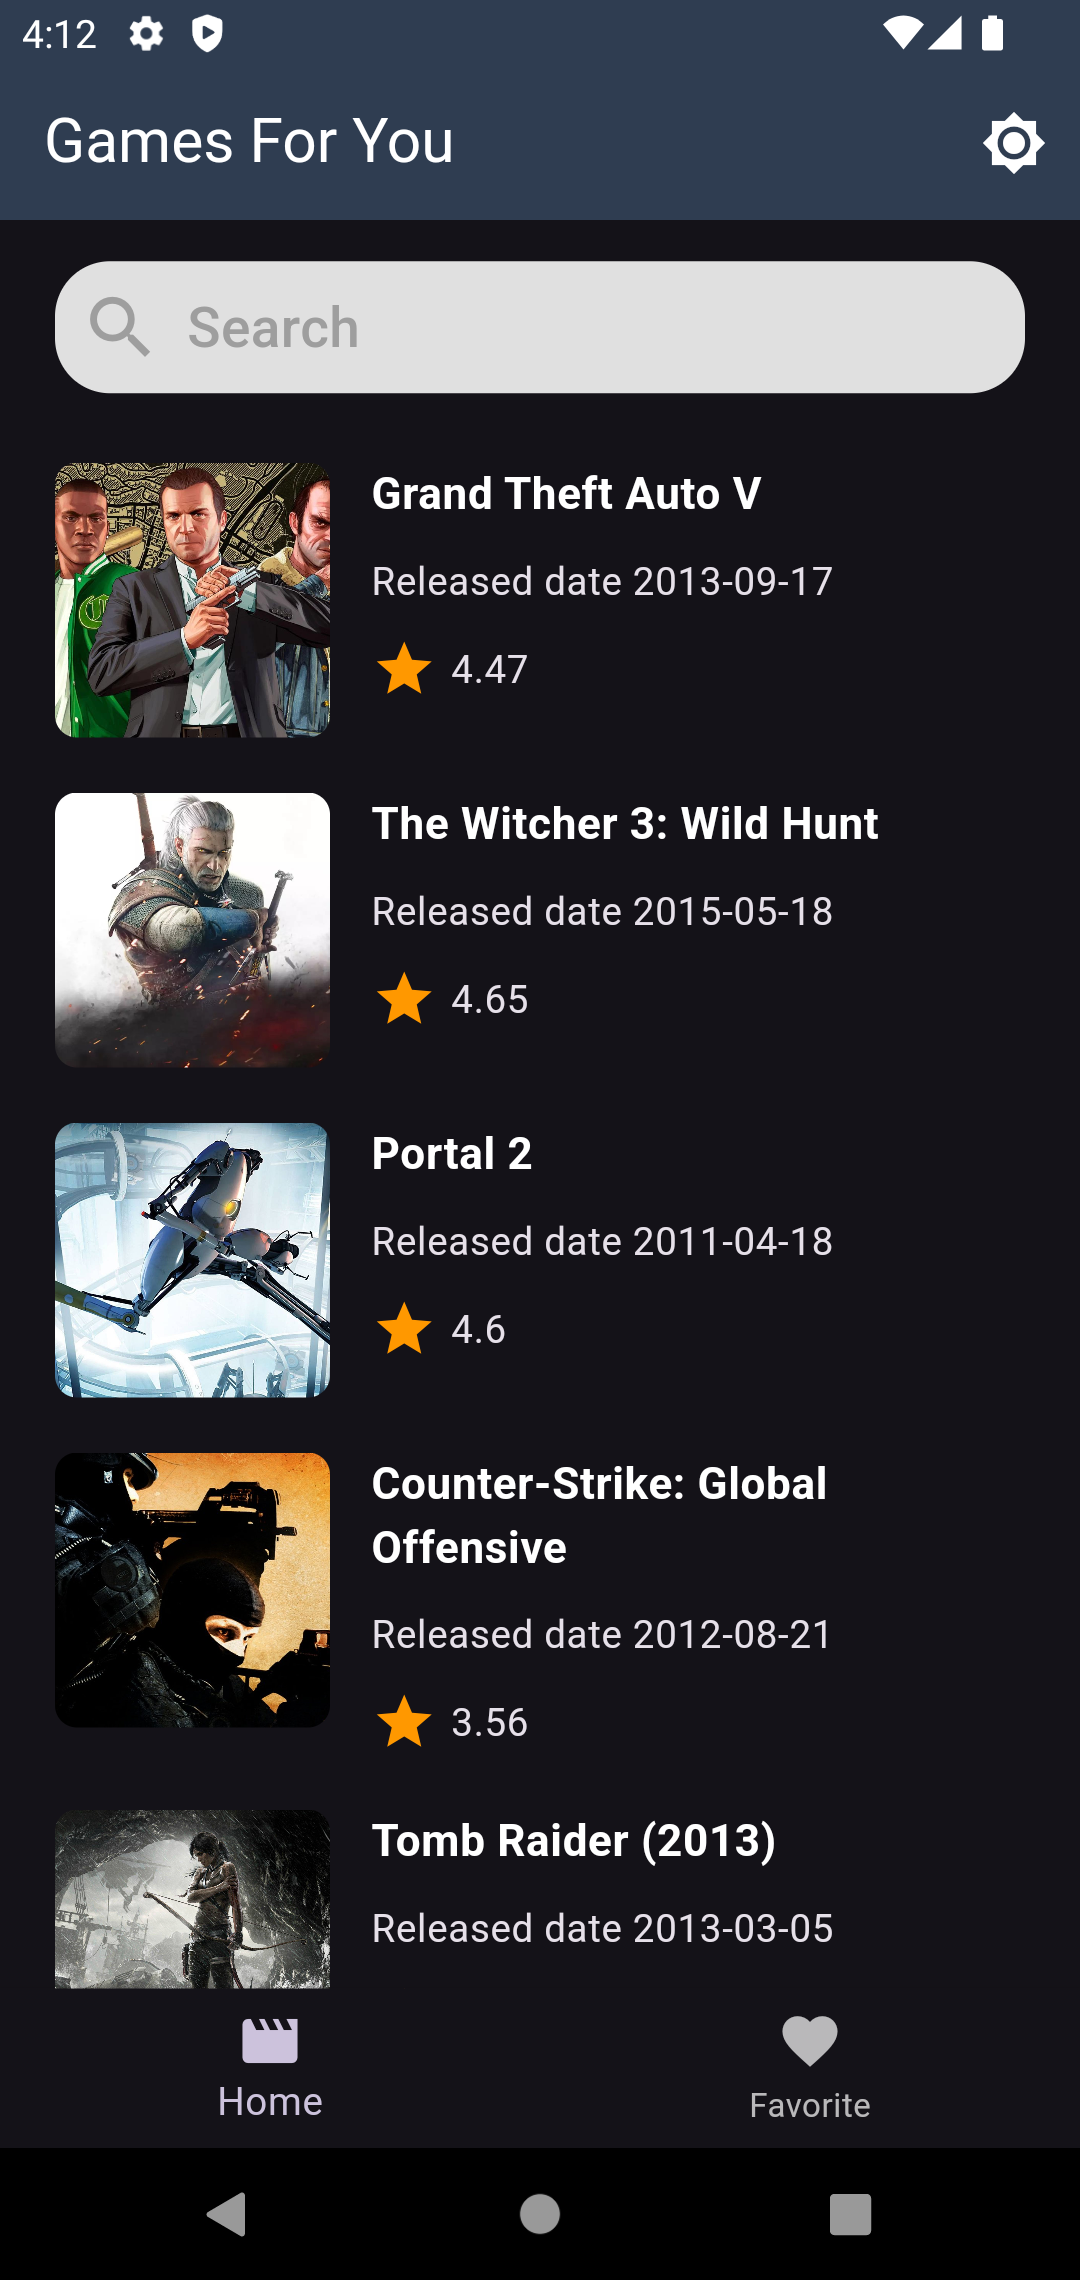 4:12
Games For You
Search
Grand Theft Auto V
Released date 2013-09-17
4.47
The Witcher 3: Wild Hunt
Released date 2015-05-18
4.65
Portal 2
Released date 2011-04-18
4.6
Counter-Strike: Global
Offensive
Released date 2012-08-21
3.56
Tomb Raider (2013)
Released date 2013-03-05
Home
Favorite